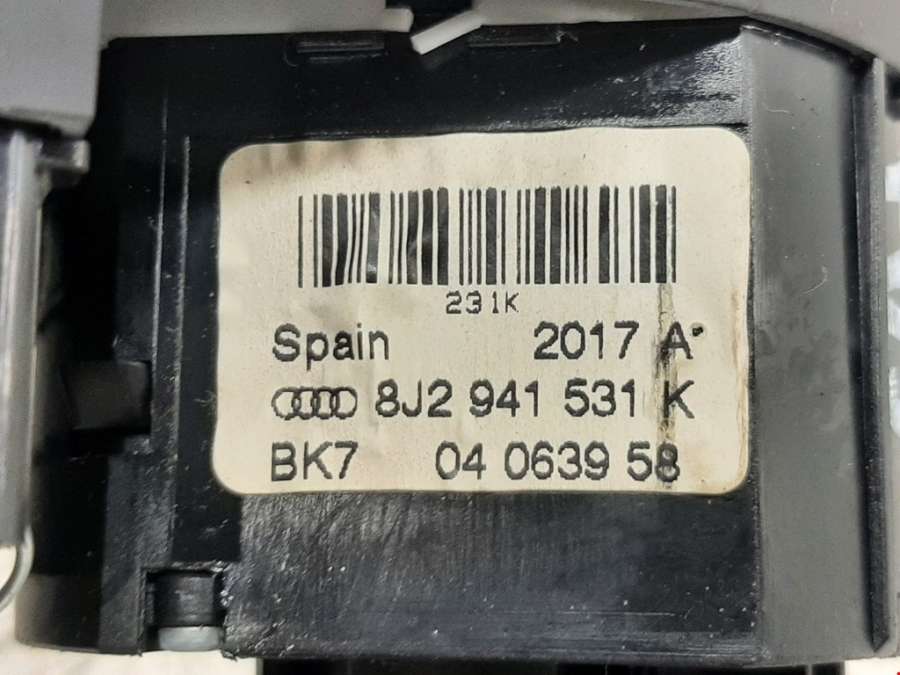 231K
Spain 2017 A
8J2 941 531 K
BK7 04 0639 58